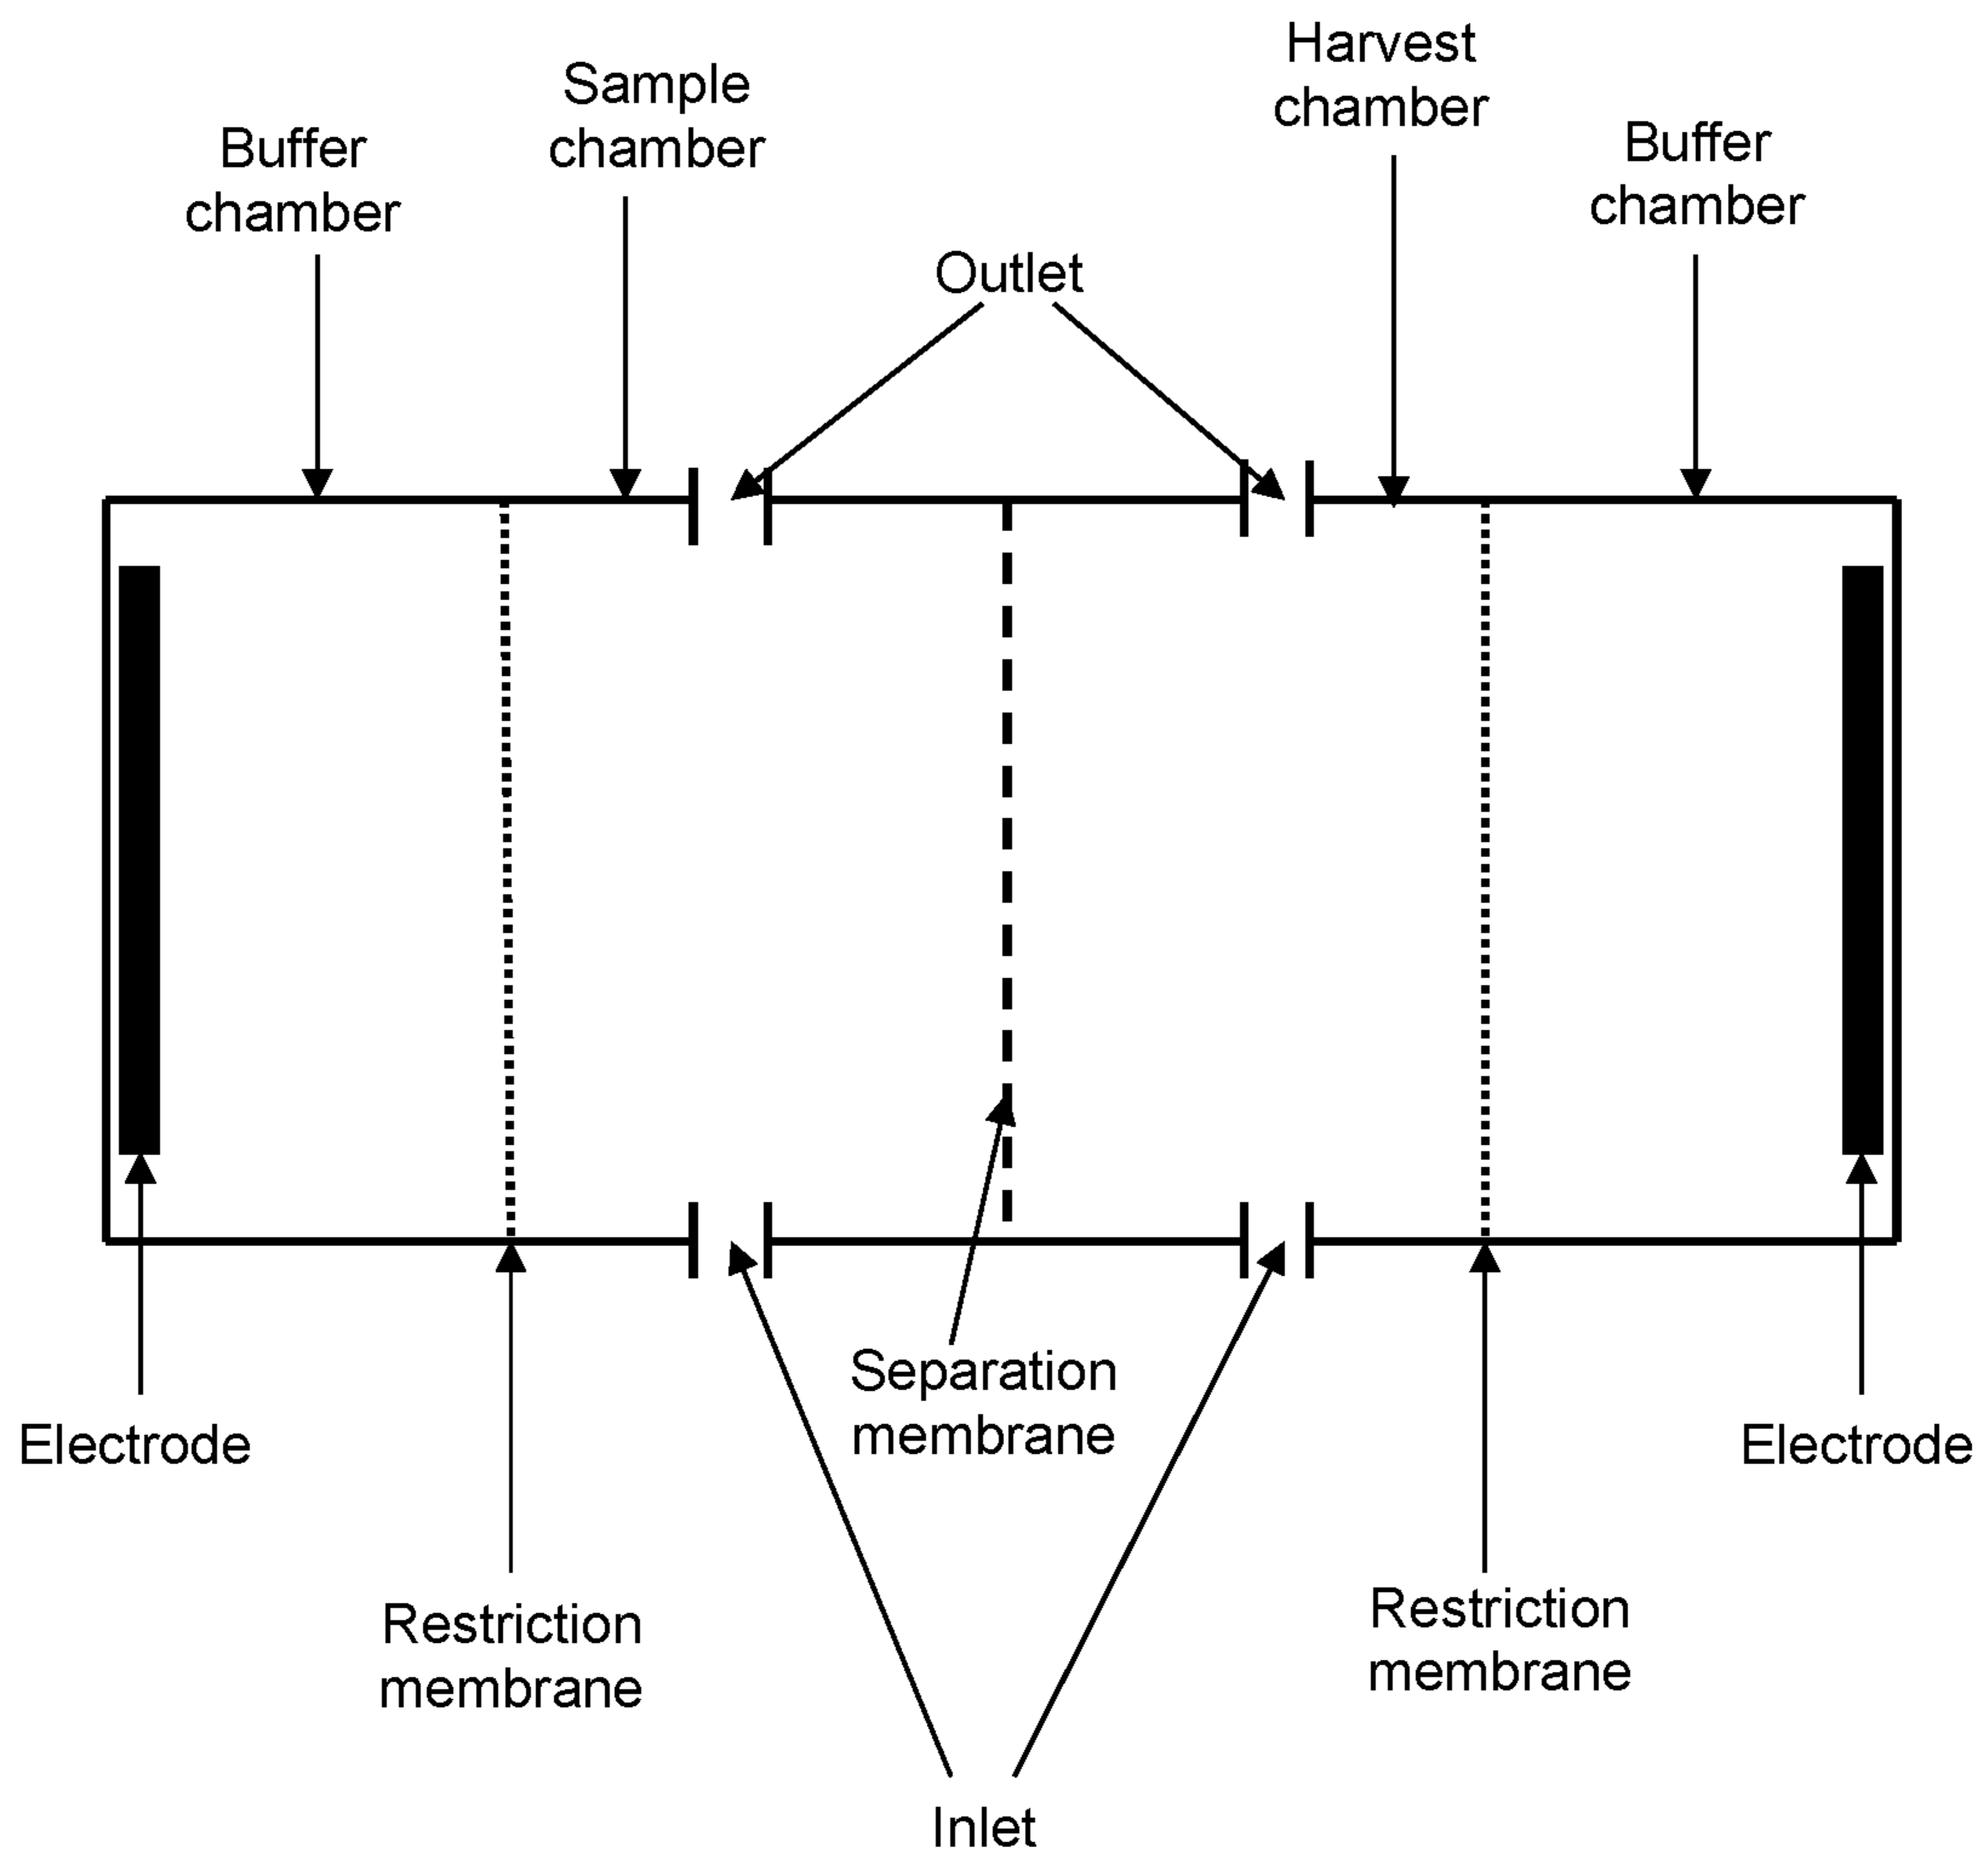 Harvest
chamber
Sample
chamber
Buffer
chamber
Buffer
chamber
Outlet
Separation
membrane
Electrode
Electrode
Restriction
membrane
Restriction
membrane
Inlet